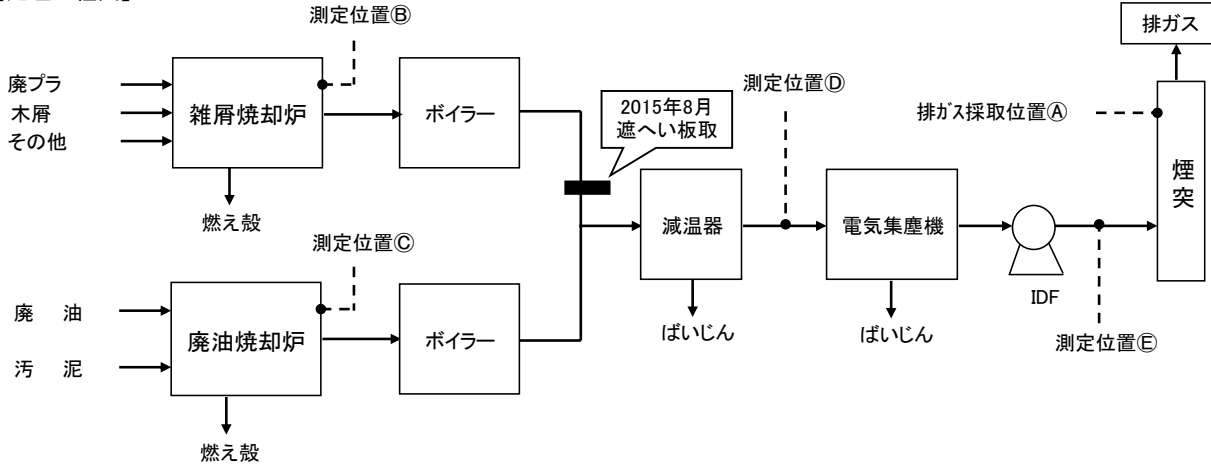 測定位置Ⓑ
排ガス
廃プラ
木屑
その他
雑屑焼却炉
ボイラー
2015年8月
遮へい板取
測定位置Ⓓ
排ガス採取位置Ⓐ
燃え殻
減温器
電気集塵機
煙突
測定位置Ⓒ
IDF
廃 油
汚 泥
廃油焼却炉
ボイラー
ばいじん
ばいじん
測定位置Ⓔ
燃え殻